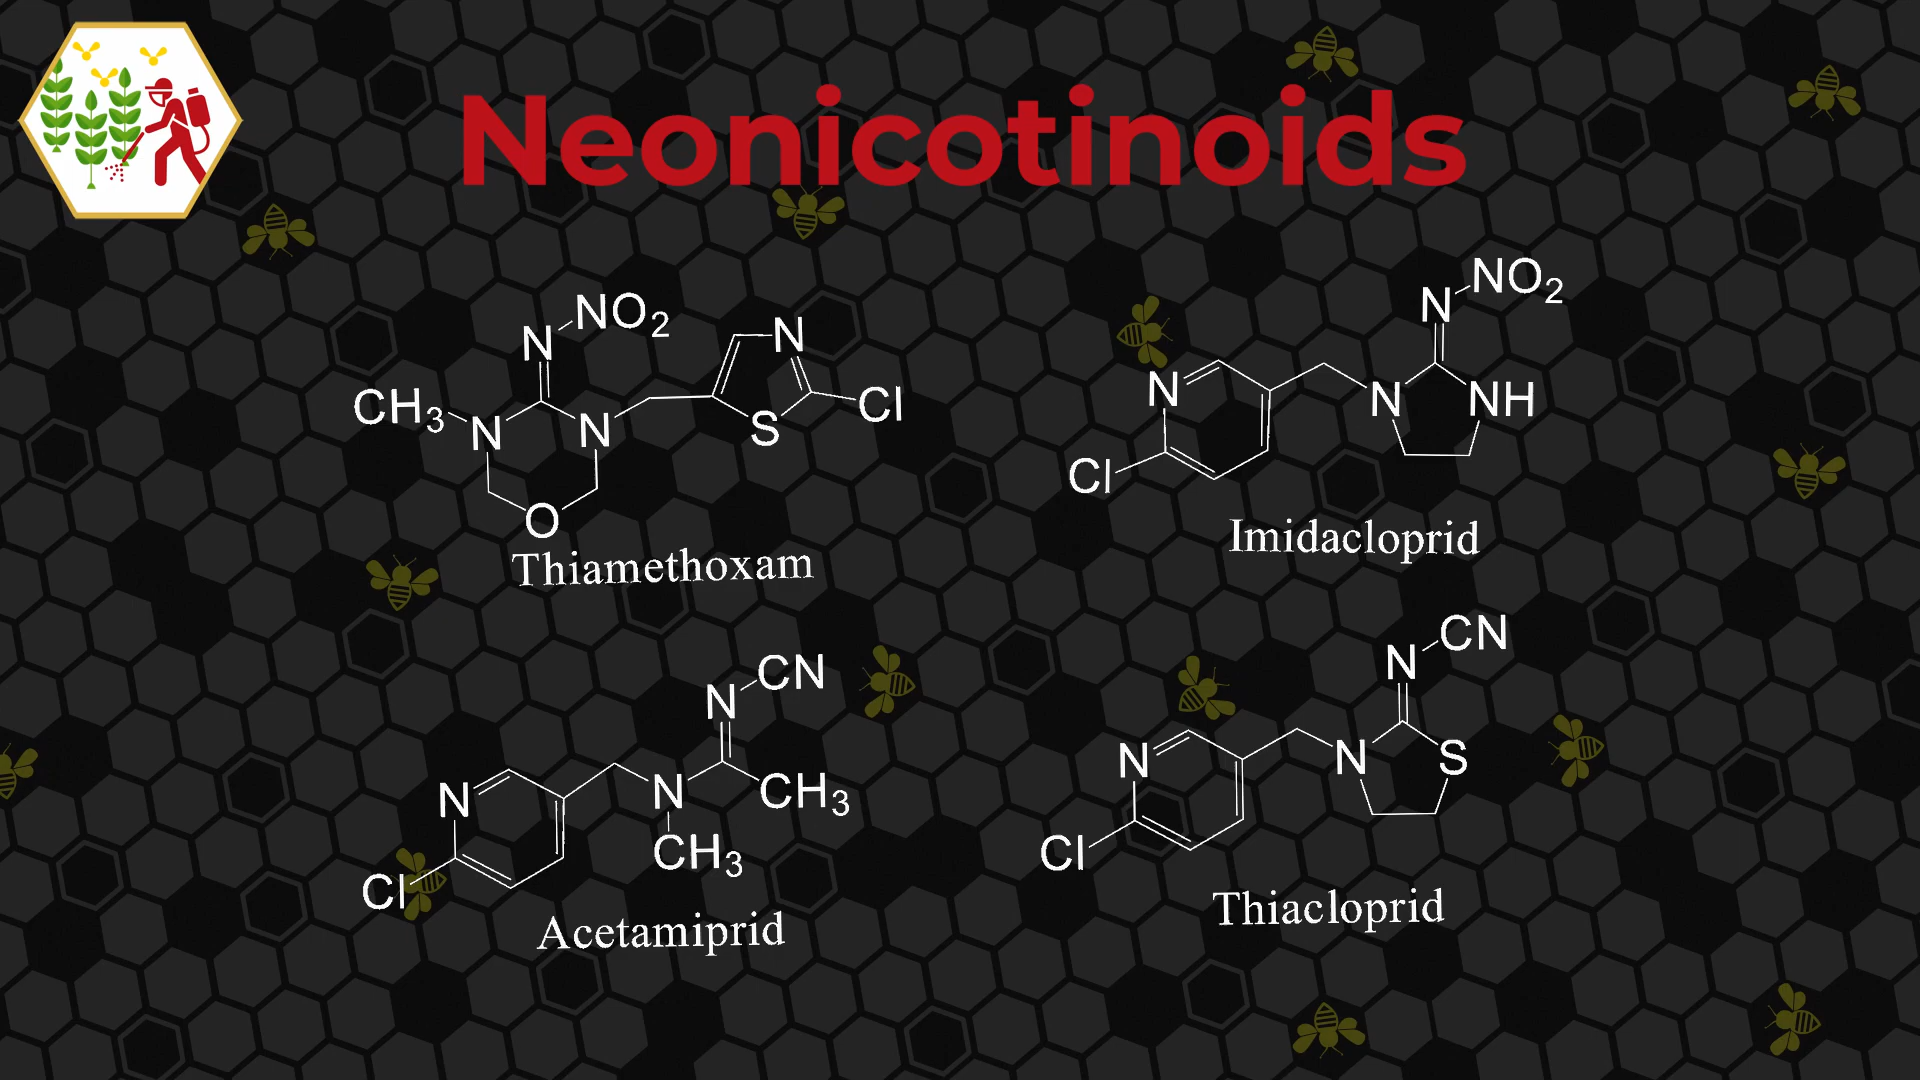 Neonicotinoids
N
NO2
CH3
N
N
N
S
Cl
O
Thiamethoxam
N
NO2
N
N
NH
Cl
Imidacloprid
N
CN
N
N
CH3
CH3
Cl
Acetamiprid
N
CN
N
N
S
Cl
Thiacloprid